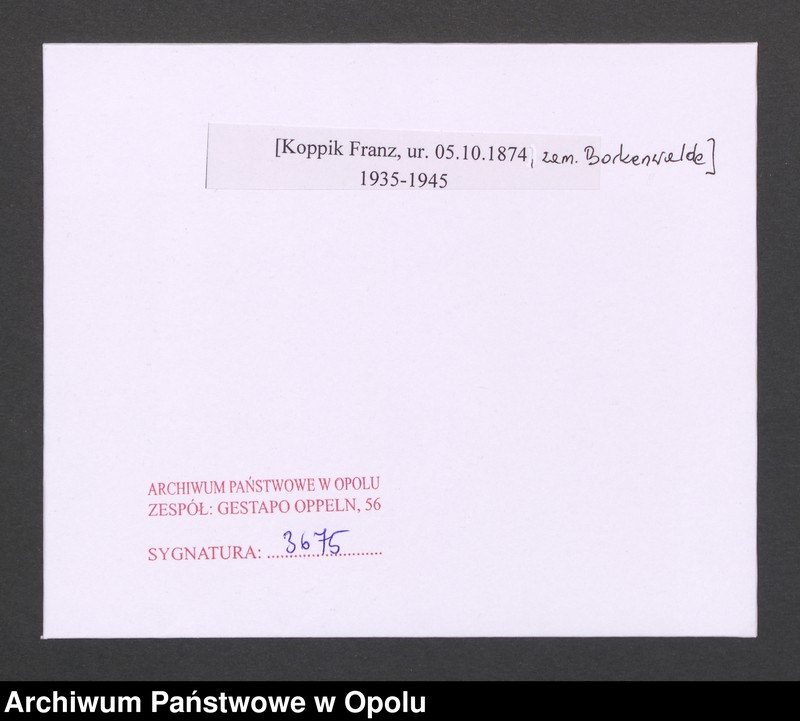 [Koppik Franz, ur. 05.10.1874, zam. Borkenwalde]
1935-1945
ARCHIWUM PAŃSTWOWE W OPOLU
ZESPÓŁ: GESTAPO OPPELN, 56
SYGNATURA: 3675
Archiwum Państwowe w Opolu